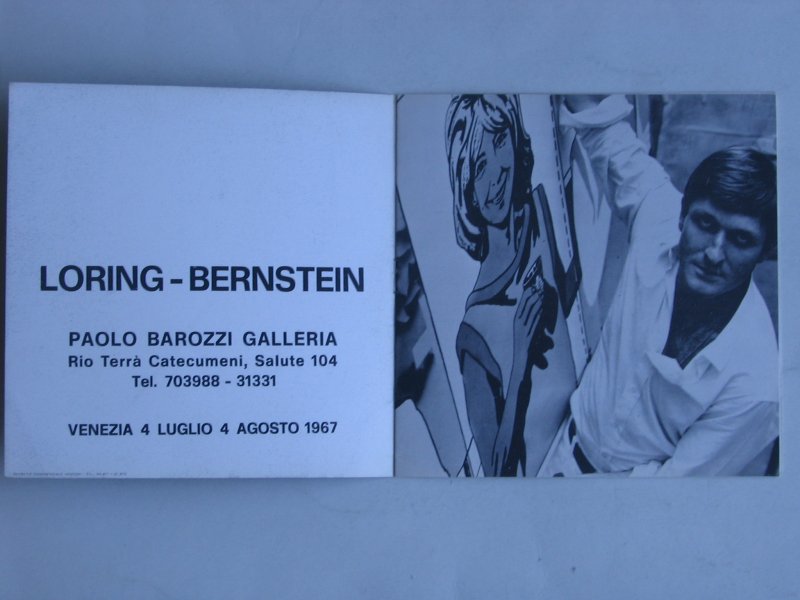 LORING-BERNSTEIN
PAOLO BAROZZI GALLERIA
Rio Terrà Catecumeni, Salute 104
Tel. 703988 - 31331
VENEZIA 4 LUGLIO 4 AGOSTO 1967